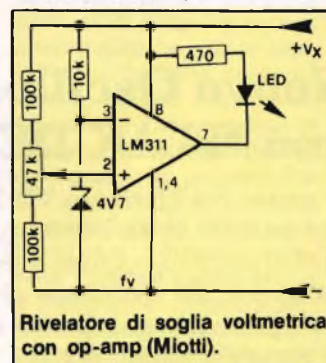 +Vx
100k
10k
470
LED
3
8
LM311
7
47k
2
+
1,4
4V7
100k
fv
Rivelatore di soglia voltmetrica
con op-amp (Miotti).